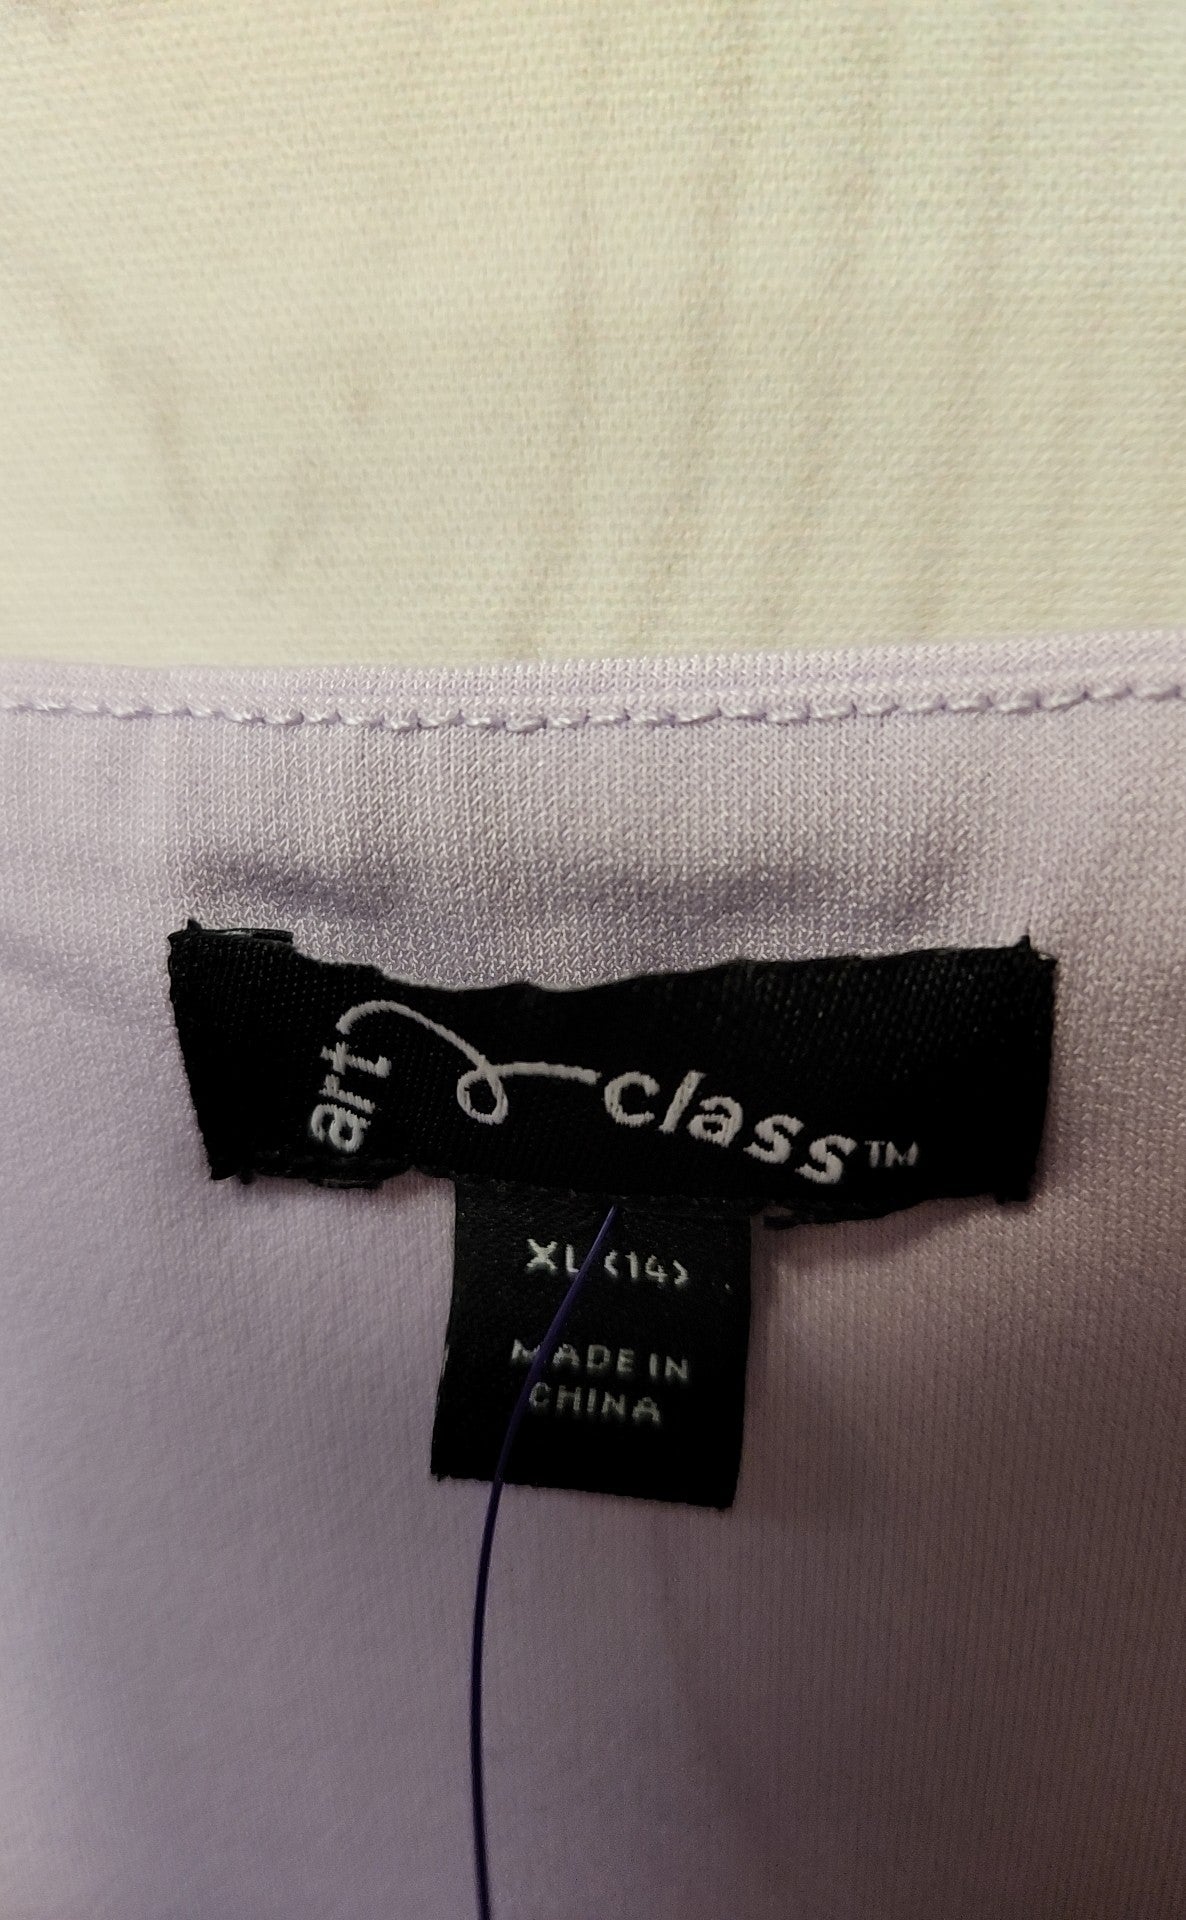 art class™
XL (14)
MADE IN
CHINA